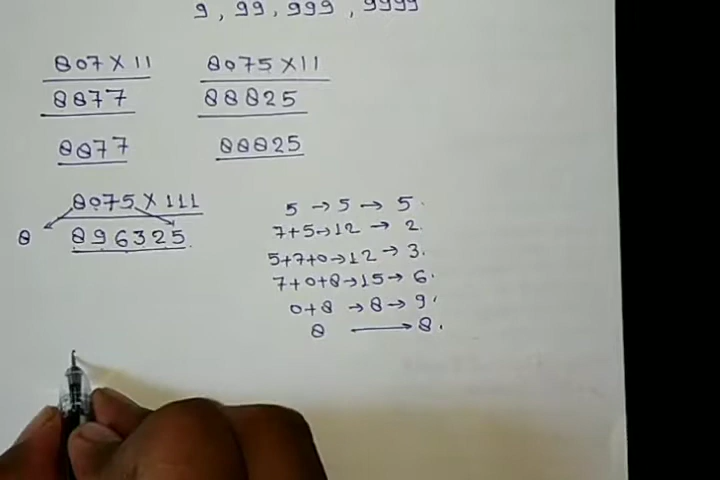 9, 99, 999, 9999
807 X 11
8877
8877
8075 X 11
88825
88825
8075 X 111
8 896325.
5 → 5 → 5.
7+5 → 12 → 2.
5+7+0 → 12 → 3.
7+0+8 → 15 → 6.
0+8 → 8 → 9.
8 → 8.